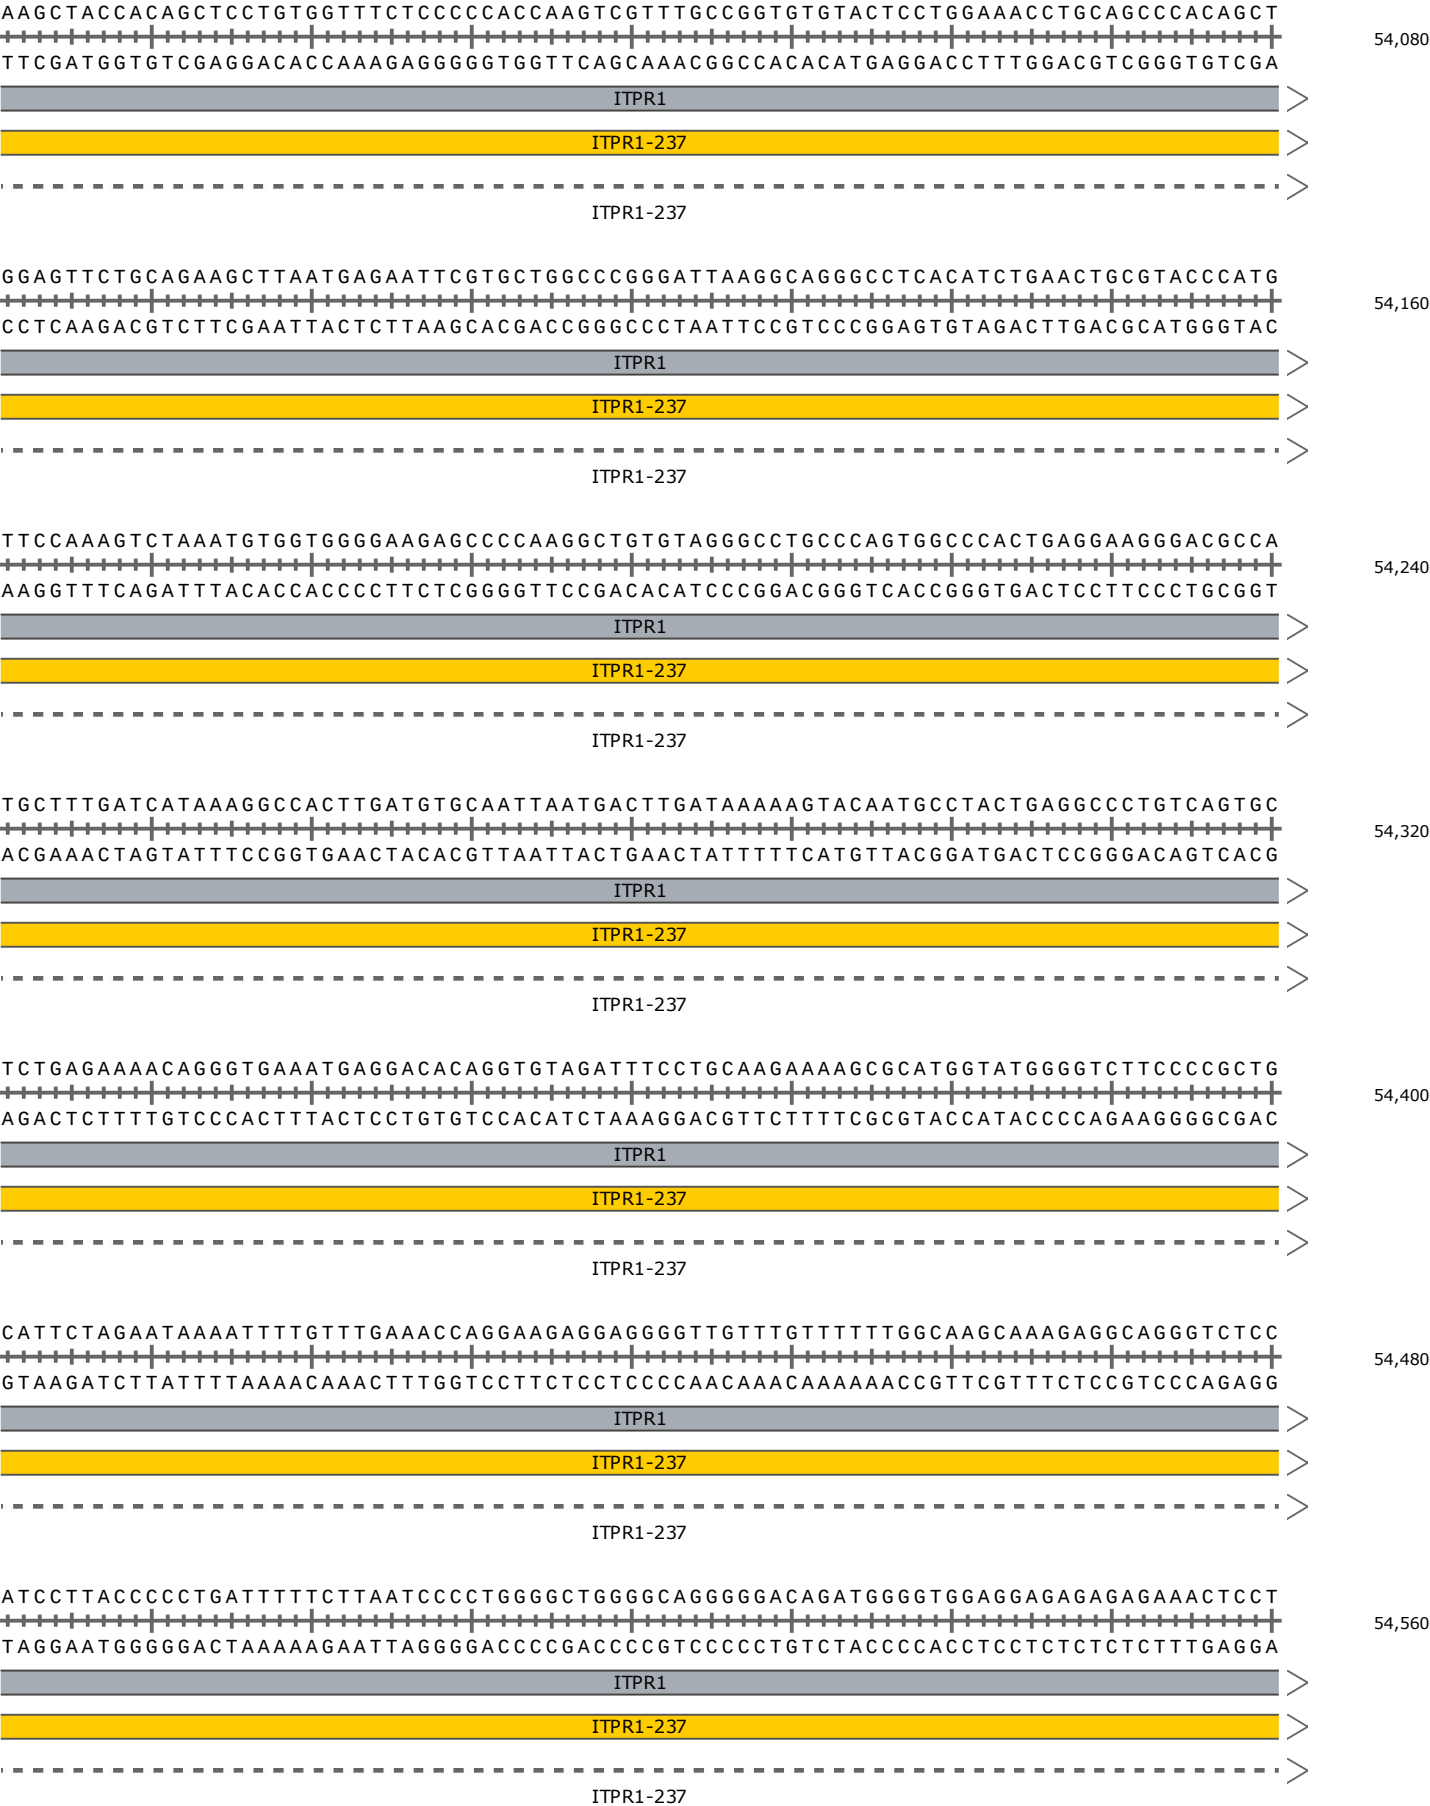 AAGCTACCACAGCTCCTGTGGTTTCTCCCCCACCAAGTCGTTTGCCGGTGTGTACTCCTGGAAACCTGCAGCCCACAGCT
54,080
TTCGATGGTGTCGAGGACACCAAAGAGGGGGTGGTTCAGCAAACGGCCACACATGAGGACCTTTGGACGTCGGGTGTCGA
ITPR1
ITPR1-237
ITPR1-237
GGAGTTCTGCAGAAGCTTAATGAGAATTCGTGCTGGCCCGGGATTAAGGCAGGGCCTCACATCTGAACTGCGTACCCATG
54,160
CCTCAAGACGTCTTCGAATTACTCTTAAGCACGACCGGGCCCTAATTCCGTCCCGGAGTGTAGACTTGACGCATGGGTAC
ITPR1
ITPR1-237
ITPR1-237
TTCCAAAGTCTAAATGTGGTGGGGAAGAGCCCCAAGGCTGTGTAGGGCCTGCCCAGTGGCCCACTGAGGAAGGGACGCCA
54,240
AAGGTTTCAGATTTACACCACCCCTTCTCGGGGTTCCGACACATCCCGGACGGGTCACCGGGTGACTCCTTCCCTGCGGT
ITPR1
ITPR1-237
ITPR1-237
TGCTTTGATCATAAAGGCCACTTGATGTGCAATTAATGACTTGATAAAAAGTACAATGCCTACTGAGGCCCTGTCAGTGC
54,320
ACGAAACTAGTATTTCCGGTGAACTACACGTTAATTACTGAACTATTTTTCATGTTACGGATGACTCCGGGACAGTCACG
ITPR1
ITPR1-237
ITPR1-237
TCTGAGAAAACAGGGTGAAATGAGGACACAGGTGTAGATTTCCTGCAAGAAAAGCGCATGGTATGGGGTCTTCCCCGCTG
54,400
AGACTCTTTTGTCCCACTTTACTCCTGTGTCCACATCTAAAGGACGTTCTTTTCGCGTACCATACCCCAGAAGGGGCGAC
ITPR1
ITPR1-237
ITPR1-237
CATTCTAGAATAAAATTTTGTTTGAAACCAGGAAGAGGAGGGGTTGTTTGTTTTTTGGCAAGCAAAGAGGCAGGGTCTCC
54,480
GTAAGATCTTATTTTAAAACAAACTTTGGTCCTTCTCCTCCCCAACAAACAAAAAACCGTTCGTTTCTCCGTCCCAGAGG
ITPR1
ITPR1-237
ITPR1-237
ATCCTTACCCCCTGATTTTTCTTAATCCCCTGGGGCTGGGGCAGGGGGACAGATGGGGTGGAGGAGAGAGAGAAACTCCT
54,560
TAGGAATGGGGGACTAAAAAGAATTAGGGGACCCCGACCCCGTCCCCCTGTCTACCCCACCTCCTCTCTCTCTTTGAGGA
ITPR1
ITPR1-237
ITPR1-237